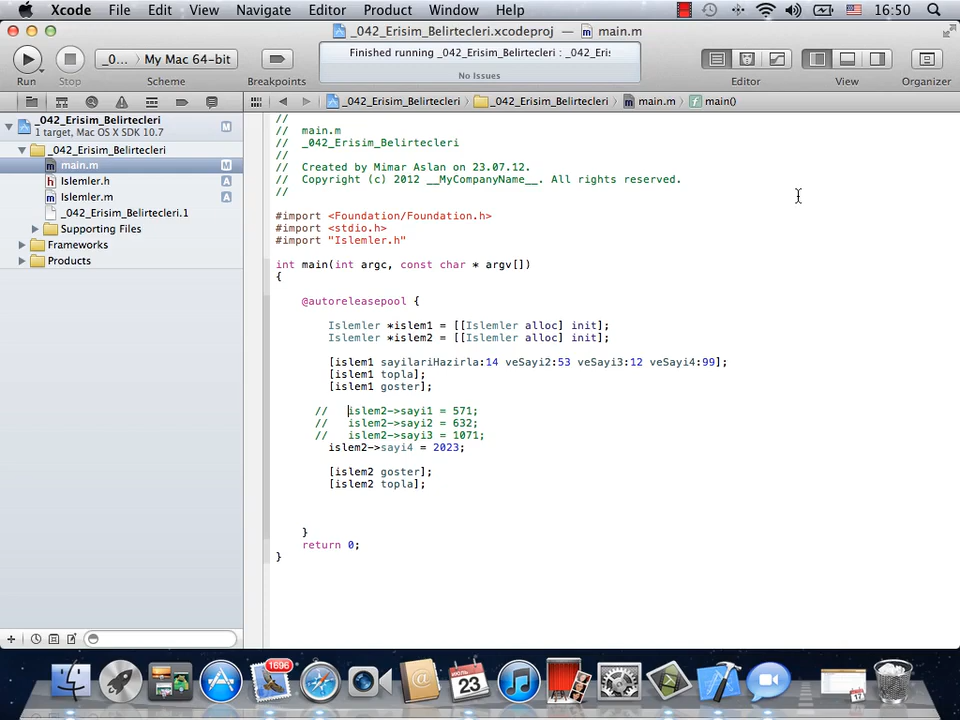 Xcode File Edit View Navigate Editor Product Window Help 16:50
_042_Erisim_Belirtecleri.xcodeproj — main.m
_0... My Mac 64-bit
Finished running _042_Erisim_Belirtecleri : _042_Eris
No Issues
Run Stop Scheme Breakpoints Editor View Organizer
_042_Erisim_Belirtecleri _042_Erisim_Belirtecleri main.m main()
_042_Erisim_Belirtecleri M
1 target, Mac OS X SDK 10.7
_042_Erisim_Belirtecleri
main.m M
Islemler.h A
Islemler.m A
_042_Erisim_Belirtecleri.1
Supporting Files
Frameworks
Products
//
// main.m
// _042_Erisim_Belirtecleri
//
// Created by Mimar Aslan on 23.07.12.
// Copyright (c) 2012 __MyCompanyName__. All rights reserved.
//
#import <Foundation/Foundation.h>
#import <stdio.h>
#import "Islemler.h"
int main(int argc, const char * argv[])
{
@autoreleasepool {
Islemler *islem1 = [[Islemler alloc] init];
Islemler *islem2 = [[Islemler alloc] init];
[islem1 sayilariHazirla:14 veSayi2:53 veSayi3:12 veSayi4:99];
[islem1 topla];
[islem1 goster];
// islem2->sayi1 = 571;
// islem2->sayi2 = 632;
// islem2->sayi3 = 1071;
islem2->sayi4 = 2023;
[islem2 goster];
[islem2 topla];
}
return 0;
}
1696
JUL
23
17